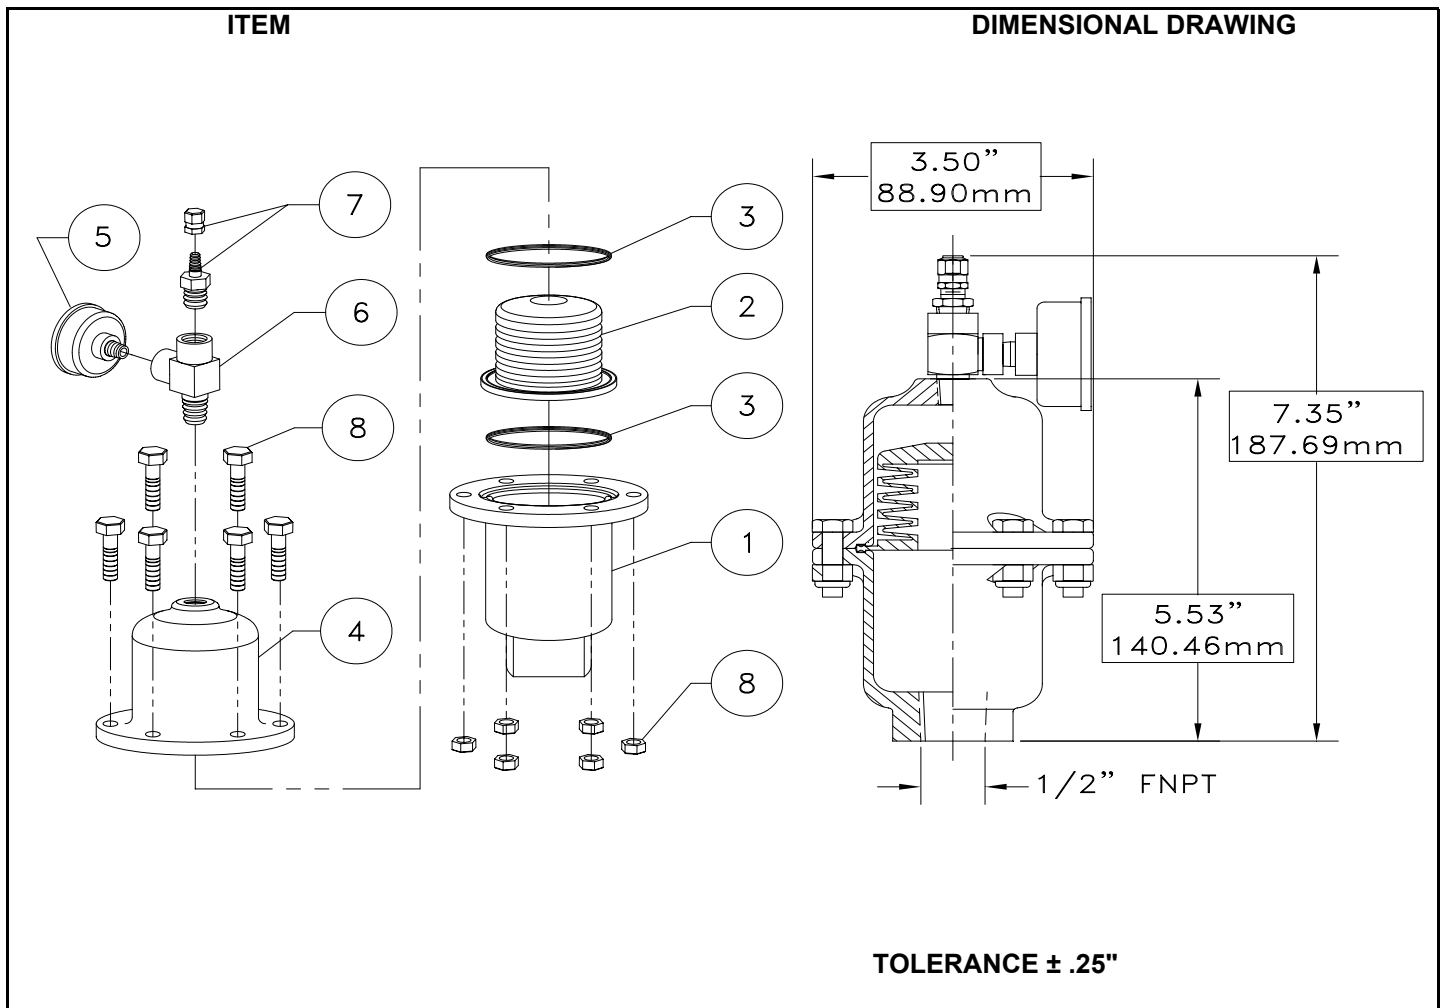 ITEM
DIMENSIONAL DRAWING
3.50”
88.90mm
7
3
5
2
6
3
7.35”
187.69mm
8
1
5.53”
140.46mm
4
8
1/2” FNPT
TOLERANCE ± .25"